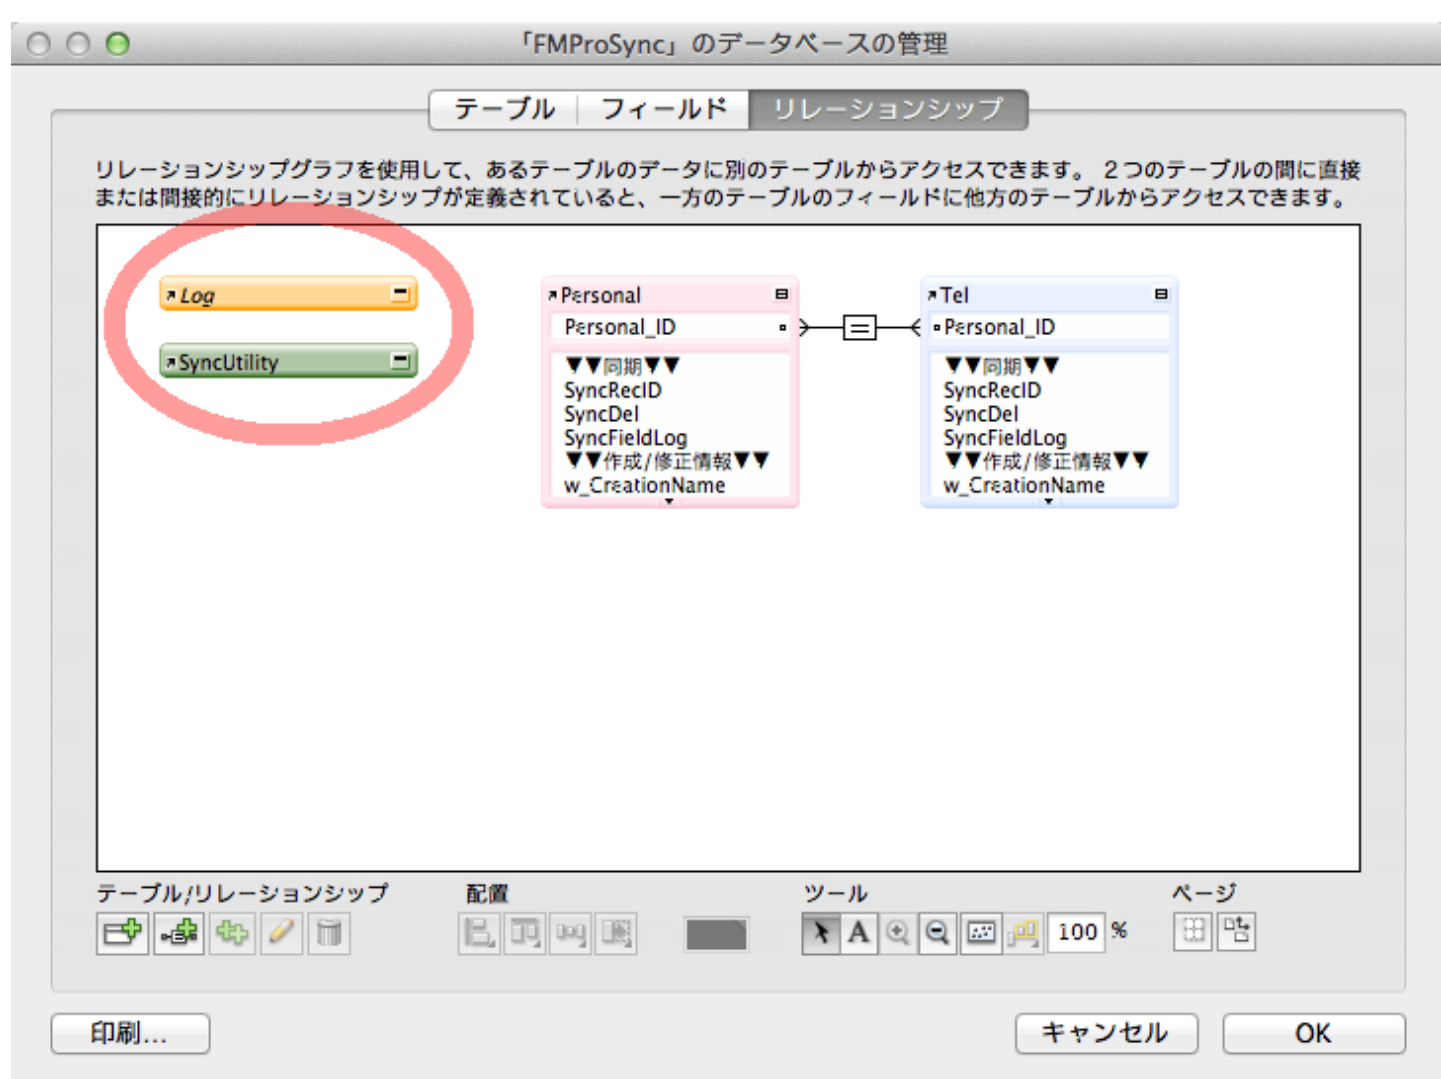 「FMProSync」のデータベースの管理
テーブル フィールド リレーションシップ
リレーションシップグラフを使用して、あるテーブルのデータに別のテーブルからアクセスできます。 2つのテーブルの間に直接
または間接的にリレーションシップが定義されていると、一方のテーブルのフィールドに他方のテーブルからアクセスできます。
Log
SyncUtility
Personal
Personal_ID
▼▼同期▼▼
SyncRecID
SyncDel
SyncFieldLog
▼▼作成/修正情報▼▼
w_CreationName
Tel
Personal_ID
▼▼同期▼▼
SyncRecID
SyncDel
SyncFieldLog
▼▼作成/修正情報▼▼
w_CreationName
テーブル/リレーションシップ 配置 ツール ページ
A 100 %
印刷... キャンセル OK